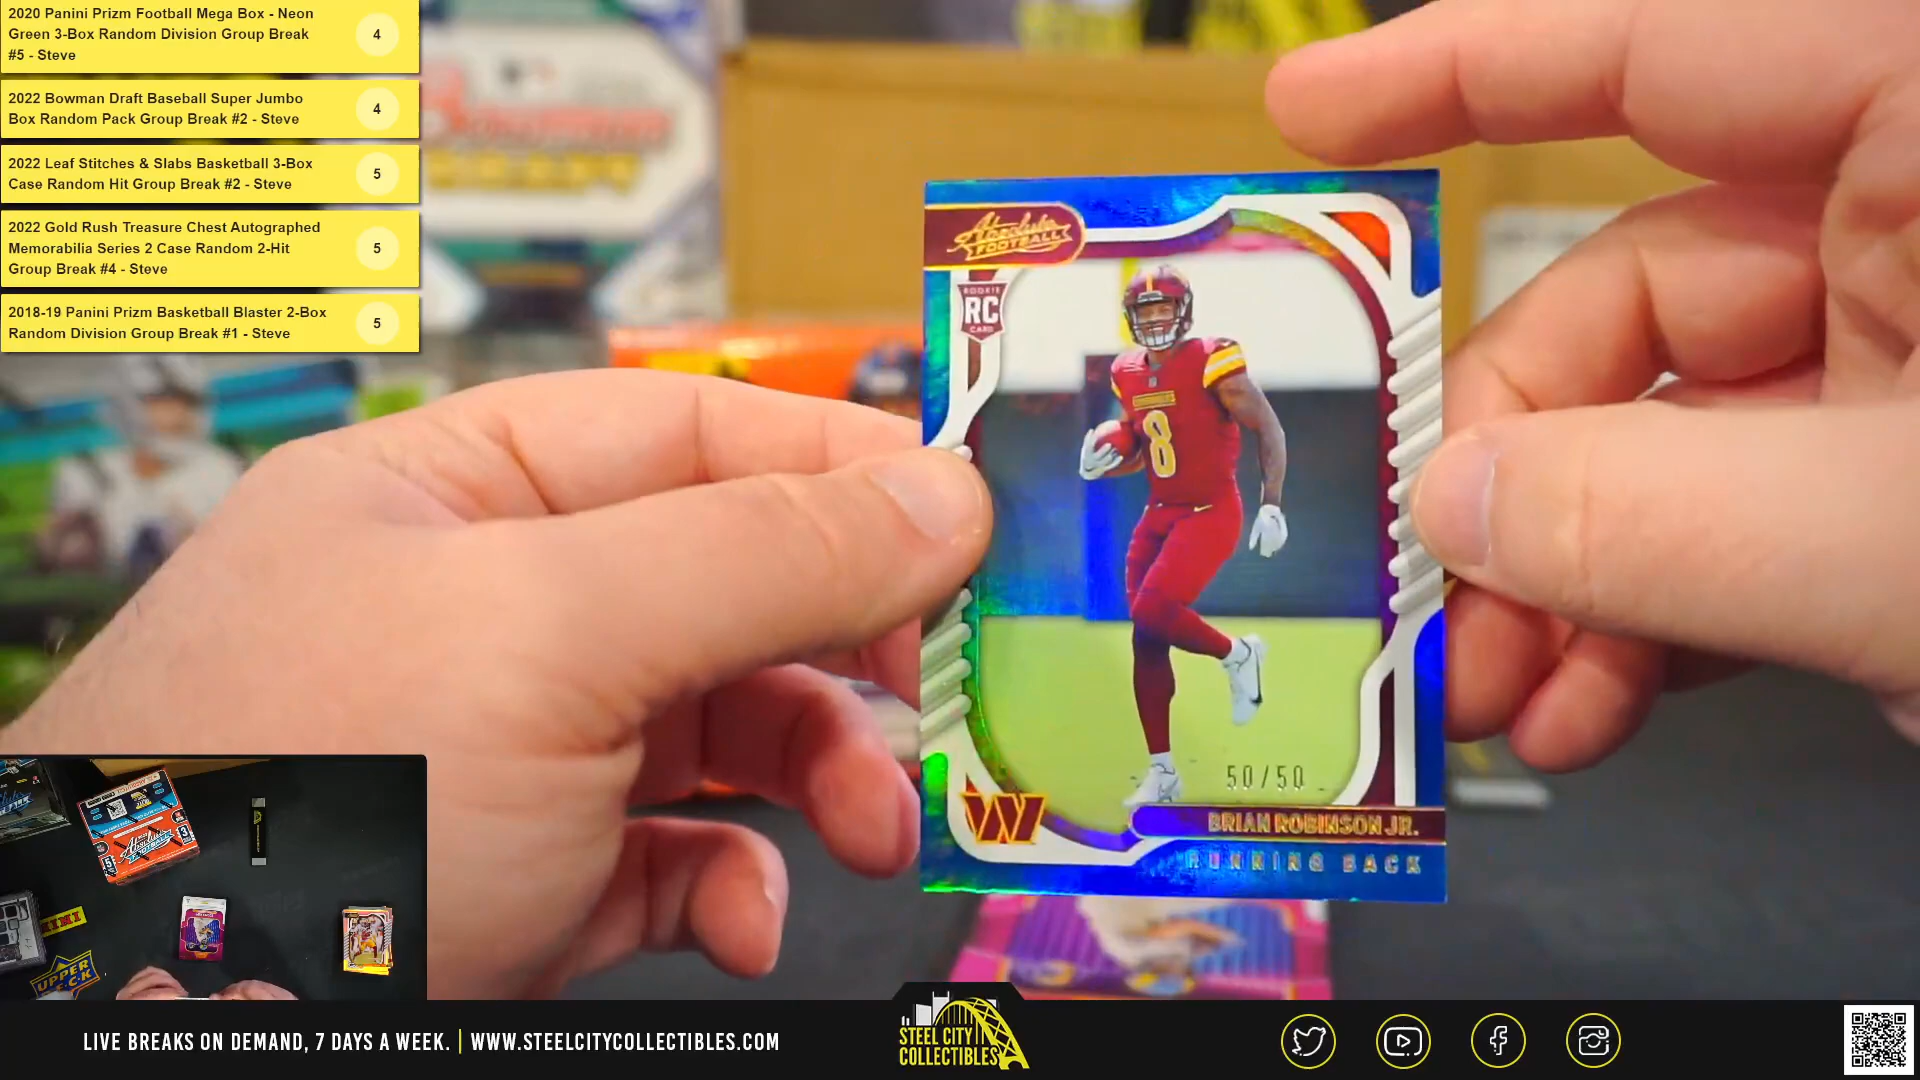 2020 Panini Prizm Football Mega Box - Neon
Green 3-Box Random Division Group Break
#5 - Steve
4
2022 Bowman Draft Baseball Super Jumbo
Box Random Pack Group Break #2 - Steve
4
2022 Leaf Stitches & Slabs Basketball 3-Box
Case Random Hit Group Break #2 - Steve
5
2022 Gold Rush Treasure Chest Autographed
Memorabilia Series 2 Case Random 2-Hit
Group Break #4 - Steve
5
2018-19 Panini Prizm Basketball Blaster 2-Box
Random Division Group Break #1 - Steve
5
Absolute
FOOTBALL
ROOKIE
RC
CARD
COMMANDERS
8
50/50
W
BRIAN ROBINSON JR.
RUNNING BACK
Absolute
UPPER
LIVE BREAKS ON DEMAND, 7 DAYS A WEEK. | WWW.STEELCITYCOLLECTIBLES.COM
STEEL CITY
COLLECTIBLES